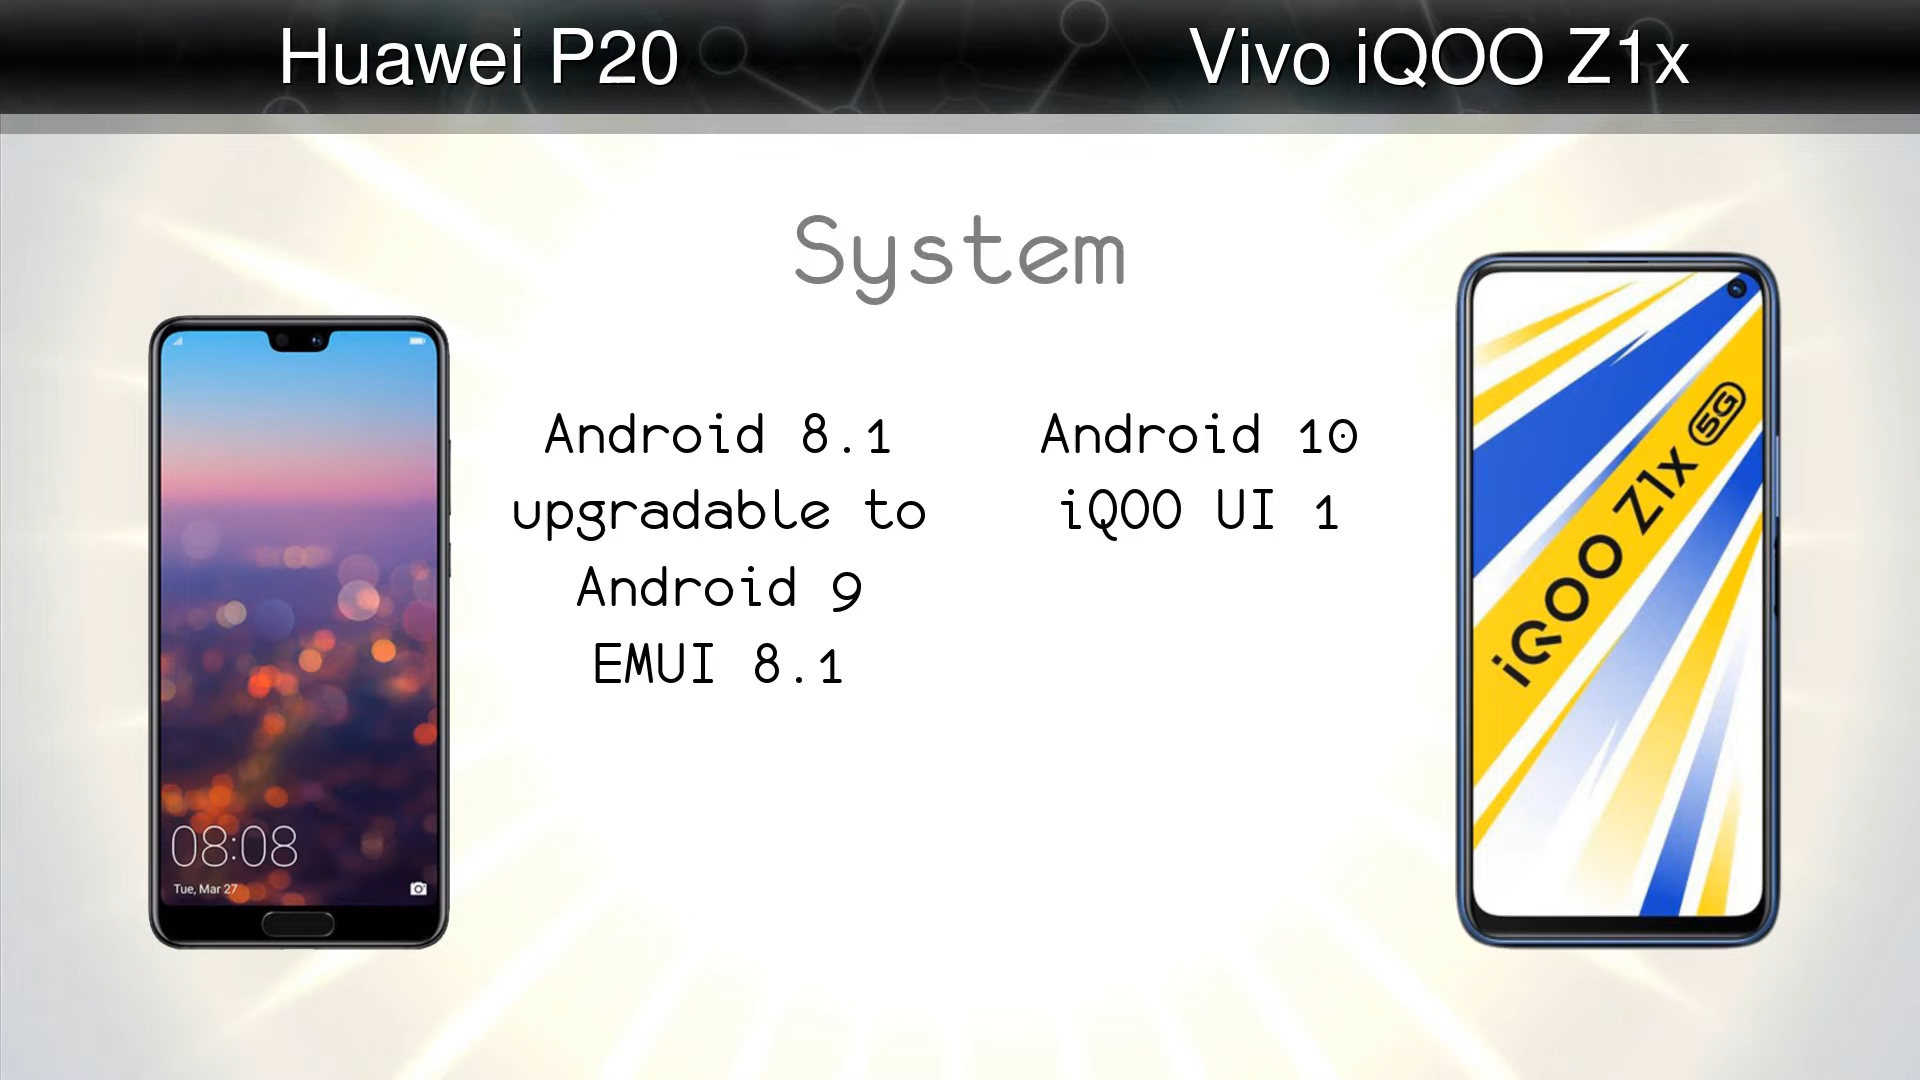 Huawei P20
Vivo iQOO Z1x
System
Android 8.1
upgradable to
Android 9
EMUI 8.1
Android 10
iQOO UI 1
08:08
Tue, Mar 27
iQOO Z1x 5G